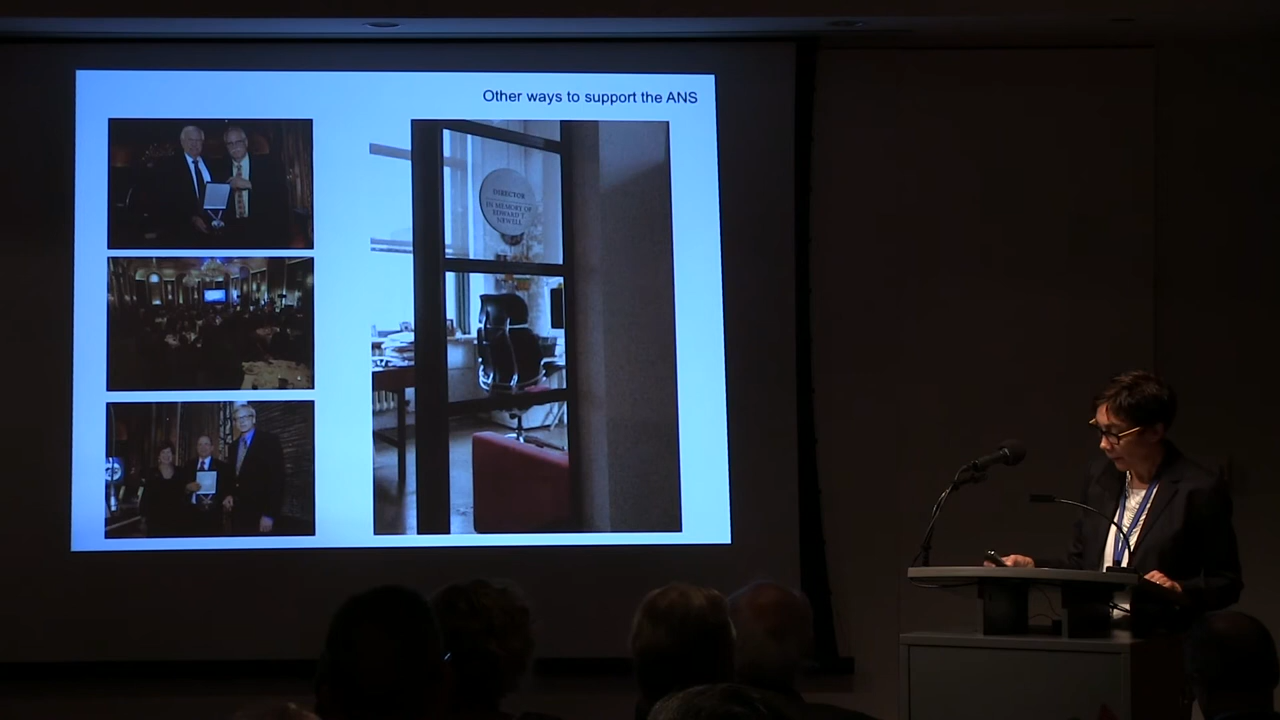 Other ways to support the ANS
DIRECTOR
IN MEMORY OF
EDWARD T.
NEWELL